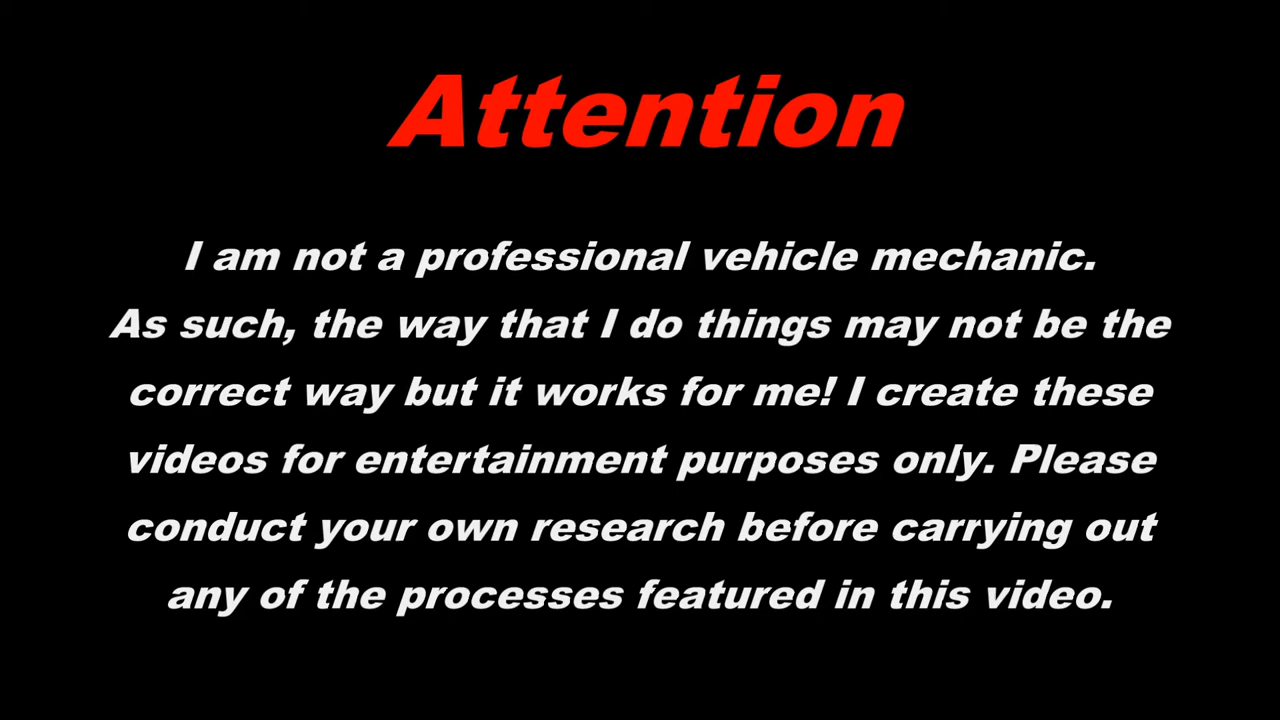 Attention
I am not a professional vehicle mechanic.
As such, the way that I do things may not be the
correct way but it works for me! I create these
videos for entertainment purposes only. Please
conduct your own research before carrying out
any of the processes featured in this video.